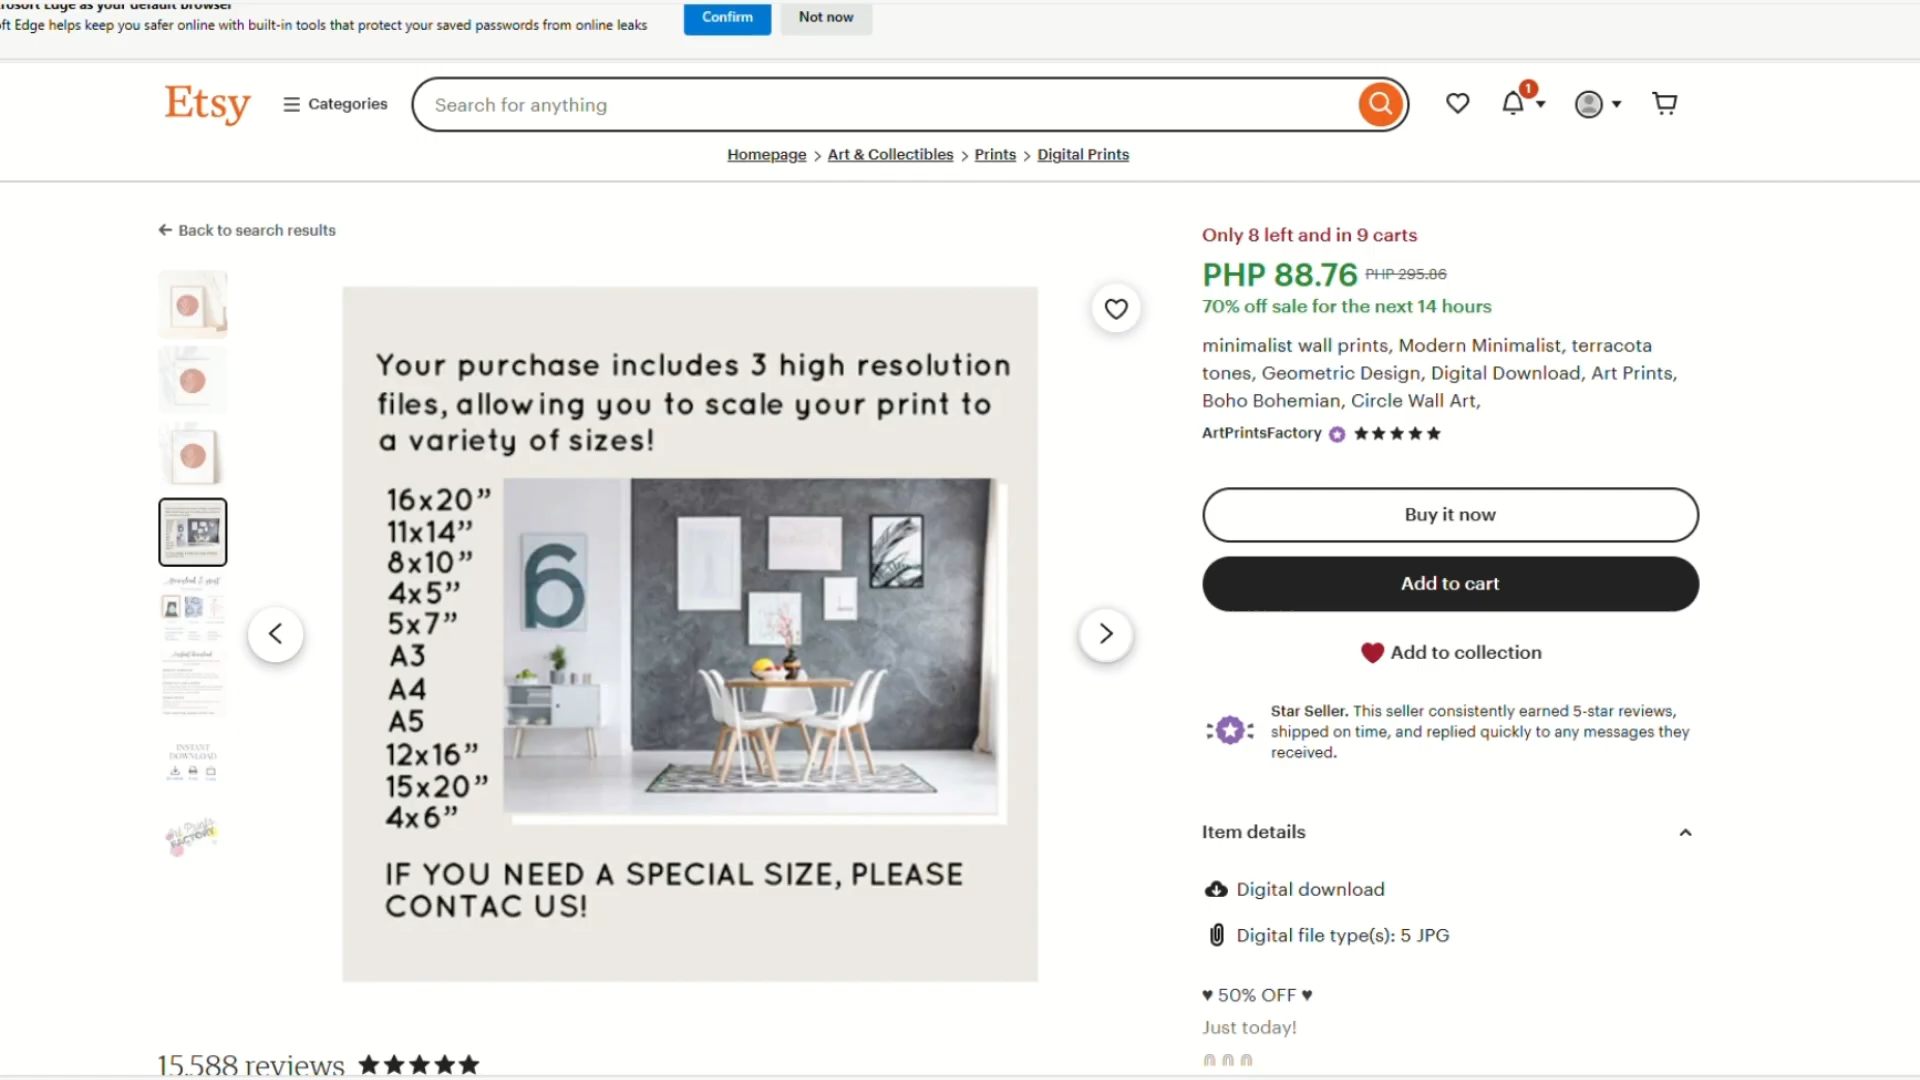 ft Edge helps keep you safer online with built-in tools that protect your saved passwords from online leaks
Confirm
Not now
Etsy
Categories
Search for anything
1
Homepage > Art & Collectibles > Prints > Digital Prints
Back to search results
Only 8 left and in 9 carts
PHP 88.76 PHP 295.86
70% off sale for the next 14 hours
minimalist wall prints, Modern Minimalist, terracota
tones, Geometric Design, Digital Download, Art Prints,
Boho Bohemian, Circle Wall Art,
ArtPrintsFactory
Buy it now
Add to cart
Add to collection
Star Seller. This seller consistently earned 5-star reviews,
shipped on time, and replied quickly to any messages they
received.
Item details
Digital download
Digital file type(s): 5 JPG
♥ 50% OFF ♥
Just today!
Your purchase includes 3 high resolution
files, allowing you to scale your print to
a variety of sizes!
16x20”
11x14”
8x10”
4x5”
5x7”
A3
A4
A5
12x16”
15x20”
4x6”
6
IF YOU NEED A SPECIAL SIZE, PLEASE
CONTAC US!
INSTANT
DOWNLOAD
Art Prints
FACTORY
15,588 reviews